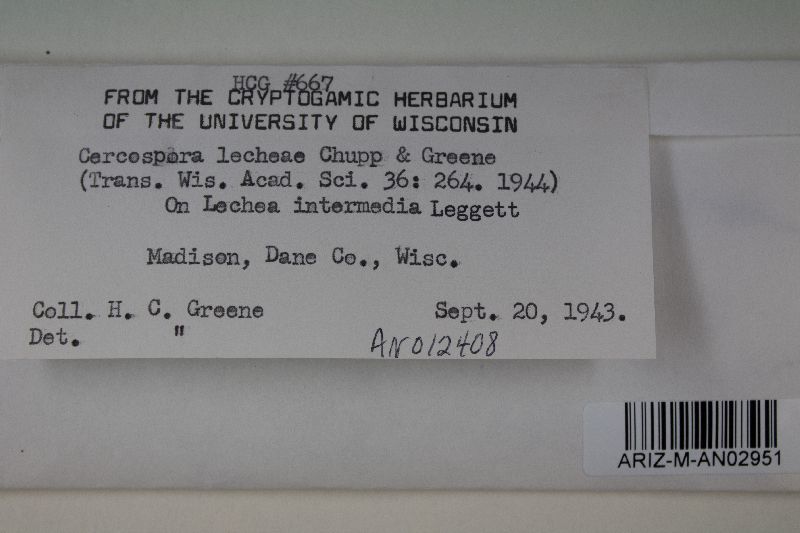 HCG #667
FROM THE CRYPTOGAMIC HERBARIUM
OF THE UNIVERSITY OF WISCONSIN
Cercospora lecheae Chupp & Greene
(Trans. Wis. Acad. Sci. 36: 264. 1944)
On Lechea intermedia Leggett
Madison, Dane Co., Wisc.
Coll. H. C. Greene Sept. 20, 1943.
Det. "
AN012408
ARIZ-M-AN02951